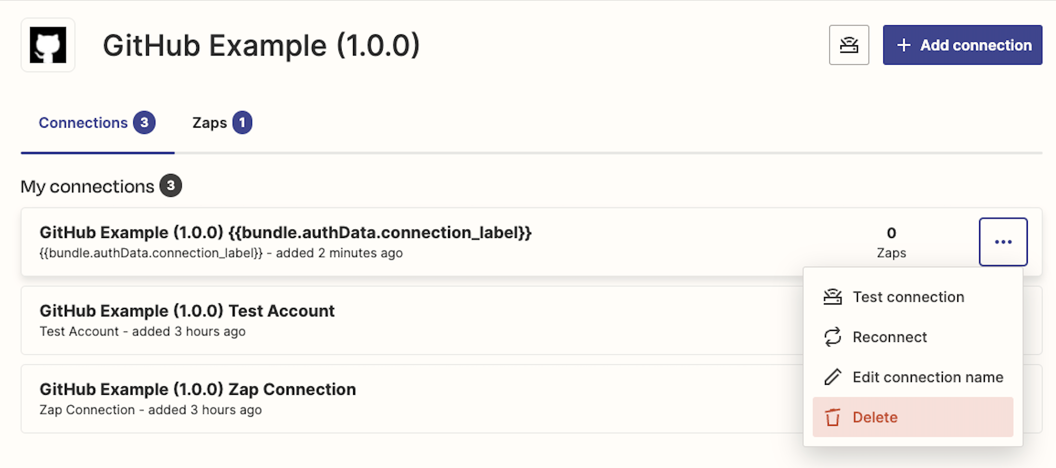 GitHub Example (1.0.0)
+ Add connection
Connections 3
Zaps 1
My connections 3
GitHub Example (1.0.0) {{bundle.authData.connection_label}}
{{bundle.authData.connection_label}} - added 2 minutes ago
0
Zaps
GitHub Example (1.0.0) Test Account
Test Account - added 3 hours ago
GitHub Example (1.0.0) Zap Connection
Zap Connection - added 3 hours ago
Test connection
Reconnect
Edit connection name
Delete